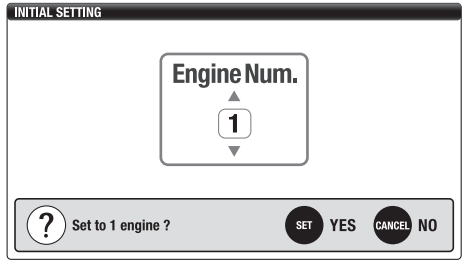 INITIAL SETTING
Engine Num.
1
? Set to 1 engine ? SET YES CANCEL NO